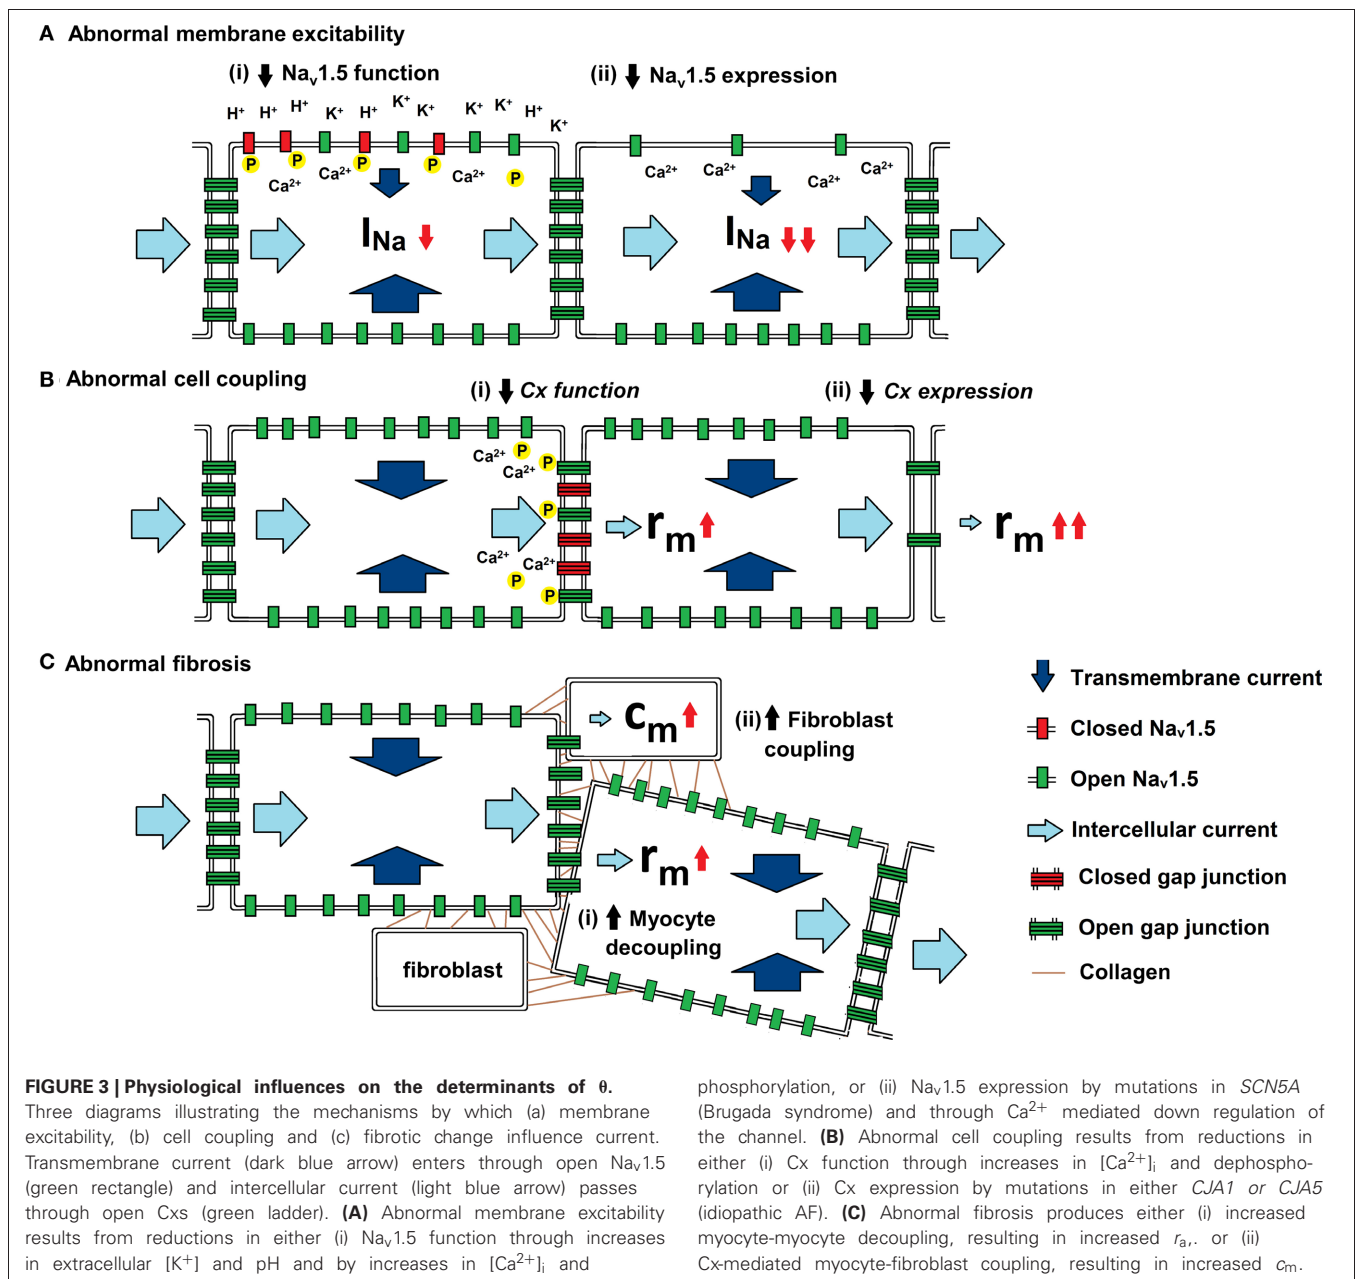 A Abnormal membrane excitability
(i) ↓ Nav1.5 function
(ii) ↓ Nav1.5 expression
H+ H+ H+ K+ H+ K+ K+ K+ K+ H+ K+
P P P P P
Ca2+ Ca2+ Ca2+
Ca2+ Ca2+ Ca2+ Ca2+
INa
INa
B Abnormal cell coupling
(i) ↓ Cx function
(ii) ↓ Cx expression
Ca2+ P
Ca2+ P
P
rm
rm
Ca2+ Ca2+
P P
C Abnormal fibrosis
cm
(ii) ↑ Fibroblast
coupling
rm
(i) ↑ Myocyte
decoupling
fibroblast
Transmembrane current
Closed Nav1.5
Open Nav1.5
Intercellular current
Closed gap junction
Open gap junction
Collagen
FIGURE 3 | Physiological influences on the determinants of θ.
Three diagrams illustrating the mechanisms by which (a) membrane
excitability, (b) cell coupling and (c) fibrotic change influence current.
Transmembrane current (dark blue arrow) enters through open Nav1.5
(green rectangle) and intercellular current (light blue arrow) passes
through open Cxs (green ladder). (A) Abnormal membrane excitability
results from reductions in either (i) Nav1.5 function through increases
in extracellular [K+] and pH and by increases in [Ca2+]i and
phosphorylation, or (ii) Nav1.5 expression by mutations in SCN5A
(Brugada syndrome) and through Ca2+ mediated down regulation of
the channel. (B) Abnormal cell coupling results from reductions in
either (i) Cx function through increases in [Ca2+]i and dephospho-
rylation or (ii) Cx expression by mutations in either CJA1 or CJA5
(idiopathic AF). (C) Abnormal fibrosis produces either (i) increased
myocyte-myocyte decoupling, resulting in increased ra,. or (ii)
Cx-mediated myocyte-fibroblast coupling, resulting in increased cm.